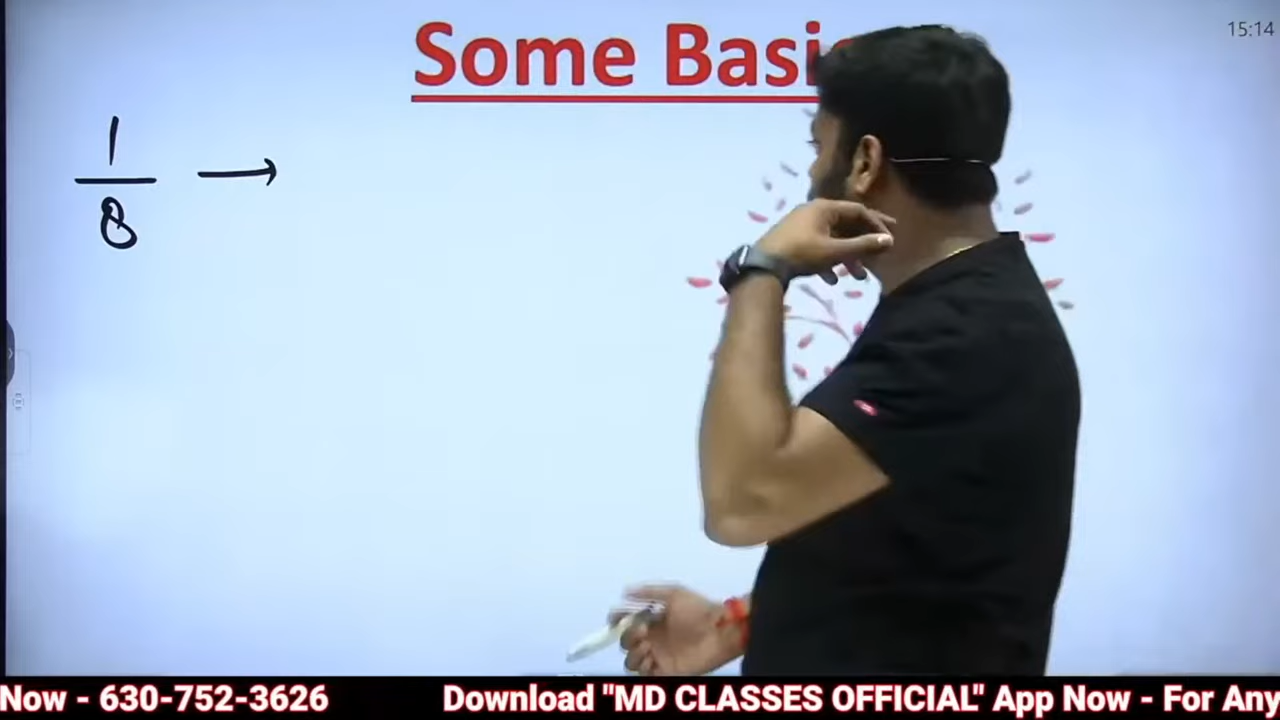 Some Basi
15:14
1
8 →
Now - 630-752-3626 Download "MD CLASSES OFFICIAL" App Now - For Any